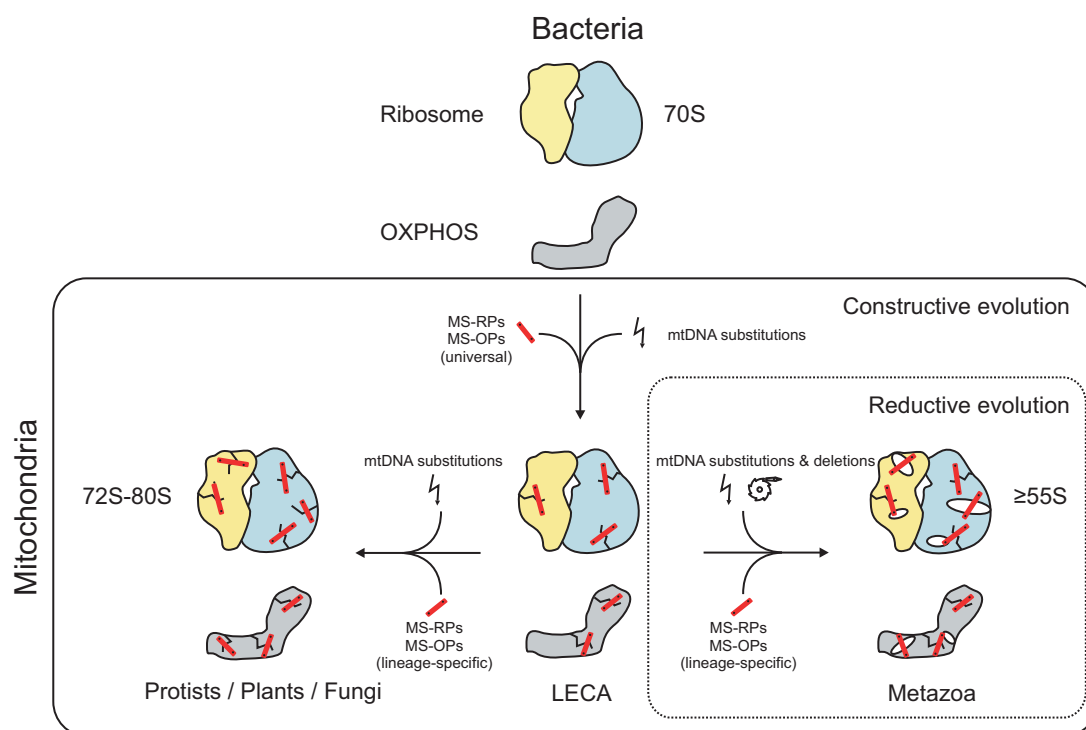 Bacteria
Ribosome
70S
OXPHOS
Constructive evolution
MS-RPs
MS-OPs
(universal)
mtDNA substitutions
Reductive evolution
Mitochondria
72S-80S
mtDNA substitutions
mtDNA substitutions & deletions
≥55S
MS-RPs
MS-OPs
(lineage-specific)
MS-RPs
MS-OPs
(lineage-specific)
Protists / Plants / Fungi
LECA
Metazoa